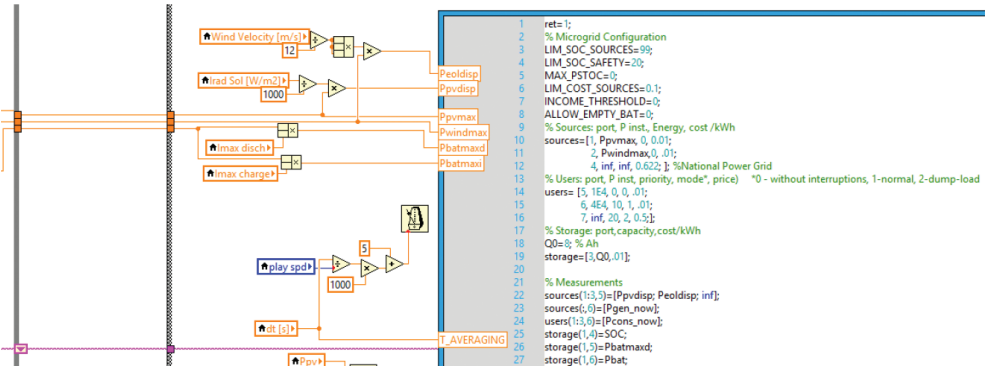 Wind Velocity [m/s]
12
Irad Sol [W/m2]
1000
Imax disch
Imax charge
5
play spd
1000
dt [s]
Ppv
Peoldisp
Ppvdisp
Ppvmax
Pwindmax
Pbatmaxd
Pbatmaxi
T_AVERAGING
1 ret=1;
2 % Microgrid Configuration
3 LIM_SOC_SOURCES=99;
4 LIM_SOC_SAFETY=20;
5 MAX_PSTOC=0;
6 LIM_COST_SOURCES=0.1;
7 INCOME_THRESHOLD=0;
8 ALLOW_EMPTY_BAT=0;
9 % Sources: port, P inst., Energy, cost /kWh
10 sources=[1, Ppvmax, 0, 0.01;
11 2, Pwindmax,0, .01;
12 4, inf, inf, 0.622; ]; %National Power Grid
13 % Users: port, P inst, priority, mode*, price) *0 - without interruptions, 1-normal, 2-dump-load
14 users= [5, 1E4, 0, 0, .01;
15 6, 4E4, 10, 1, .01;
16 7, inf, 20, 2, 0.5;];
17 % Storage: port,capacity,cost/kWh
18 Q0=8; % Ah
19 storage=[3,Q0,.01];
20
21 % Measurements
22 sources(1:3,5)=[Ppvdisp; Peoldisp; inf];
23 sources(:,6)=[Pgen_now];
24 users(1:3,6)=[Pcons_now];
25 storage(1,4)=SOC;
26 storage(1,5)=Pbatmaxd;
27 storage(1,6)=Pbat;